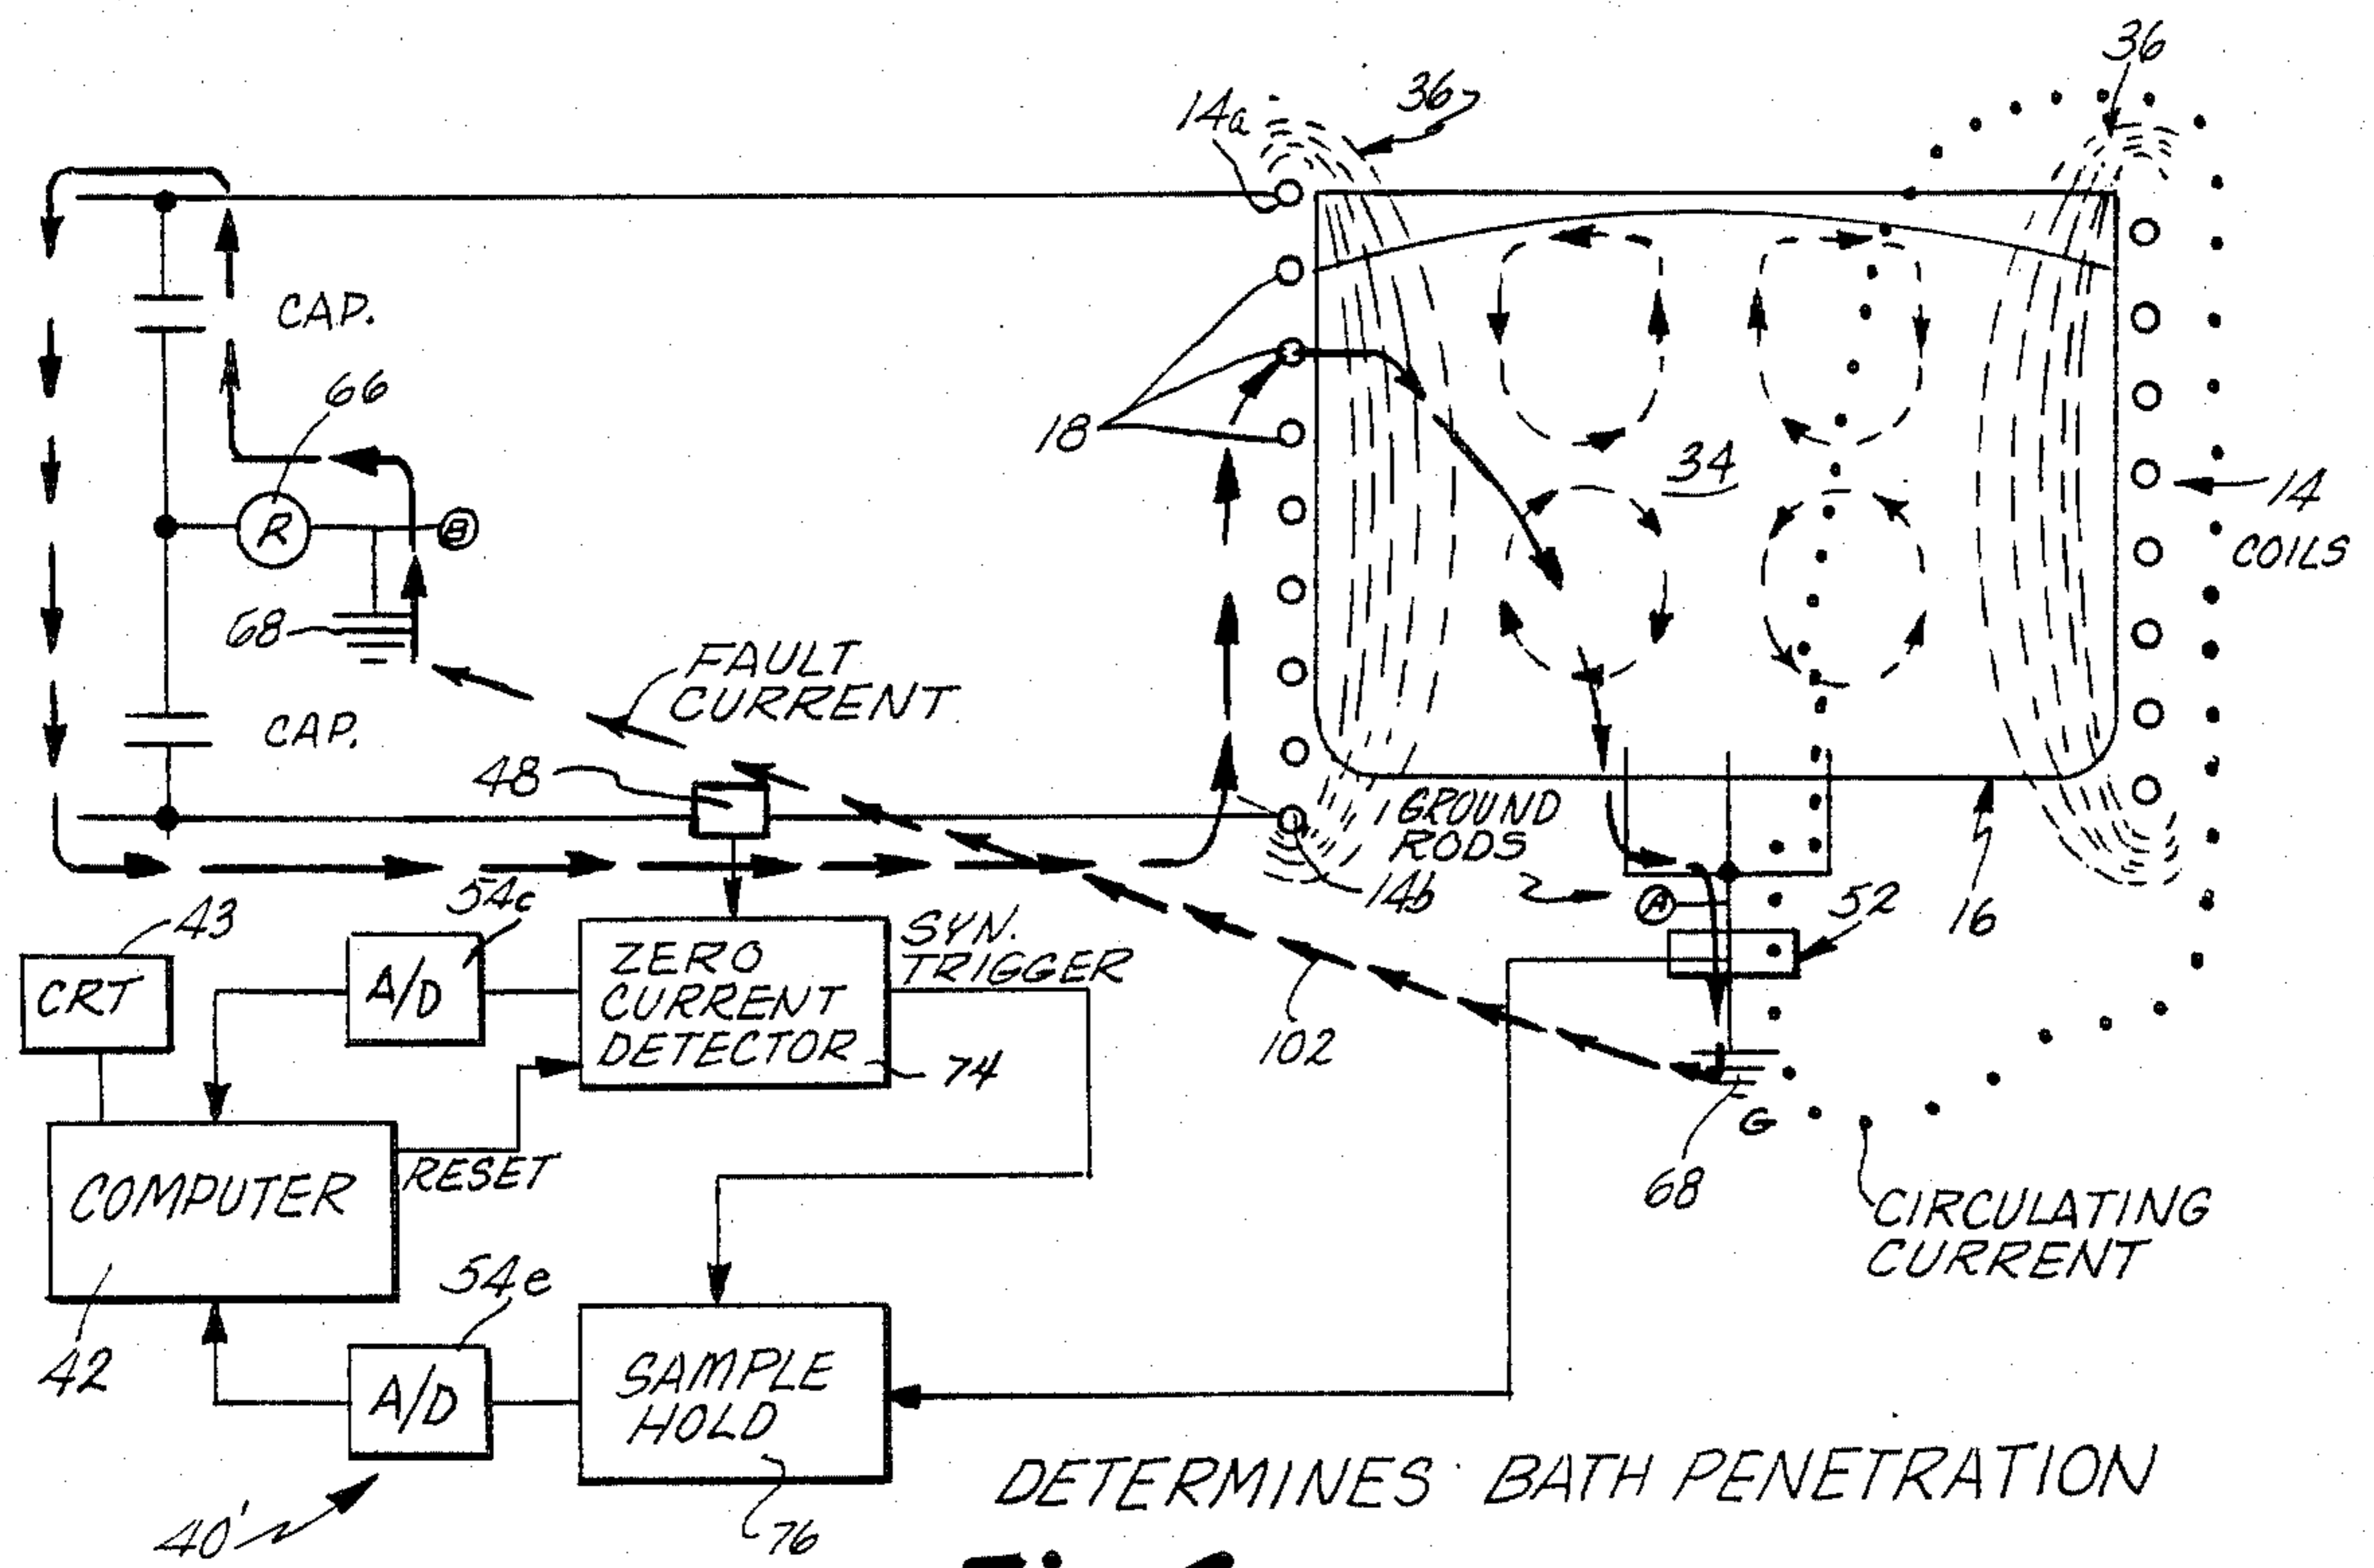 36
14a
36
CAP.
66
18
34
14
COILS
R
B
68
FAULT
CURRENT
CAP.
48
GROUND
RODS
14b
A
52
16
43
54c
CRT
A/D
ZERO
CURRENT
DETECTOR
74
SYN.
TRIGGER
102
G
68
COMPUTER
RESET
CIRCULATING
CURRENT
42
54e
A/D
SAMPLE
HOLD
76
40'
DETERMINES BATH PENETRATION